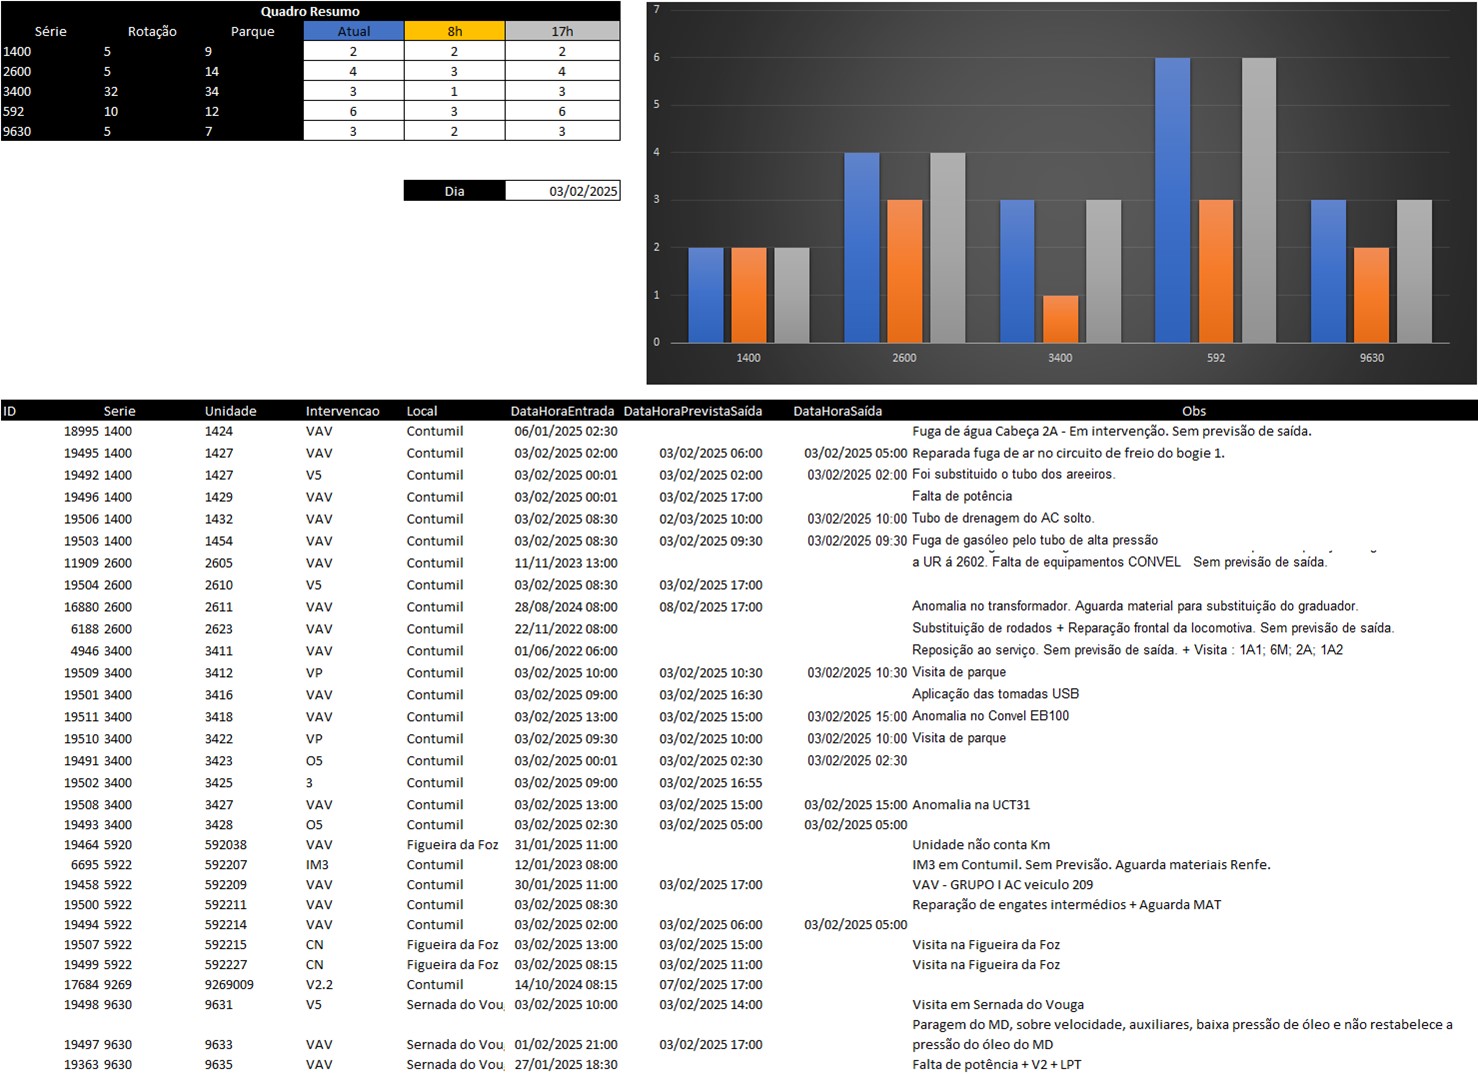 Quadro Resumo
Série Rotação Parque Atual 8h 17h
1400 5 9 2 2 2
2600 5 14 4 3 4
3400 32 34 3 1 3
592 10 12 6 3 6
9630 5 7 3 2 3
Dia 03/02/2025
7
6
5
4
3
2
1
0
1400 2600 3400 592 9630
ID Serie Unidade Intervencao Local DataHoraEntrada DataHoraPrevistaSaída DataHoraSaída Obs
18995 1400 1424 VAV Contumil 06/01/2025 02:30 Fuga de água Cabeça 2A - Em intervenção. Sem previsão de saída.
19495 1400 1427 VAV Contumil 03/02/2025 02:00 03/02/2025 06:00 03/02/2025 05:00 Reparada fuga de ar no circuito de freio do bogie 1.
19492 1400 1427 V5 Contumil 03/02/2025 00:01 03/02/2025 02:00 03/02/2025 02:00 Foi substituido o tubo dos areeiros.
19496 1400 1429 VAV Contumil 03/02/2025 00:01 03/02/2025 17:00 Falta de potência
19506 1400 1432 VAV Contumil 03/02/2025 08:30 02/03/2025 10:00 03/02/2025 10:00 Tubo de drenagem do AC solto.
19503 1400 1454 VAV Contumil 03/02/2025 08:30 03/02/2025 09:30 03/02/2025 09:30 Fuga de gasóleo pelo tubo de alta pressão
11909 2600 2605 VAV Contumil 11/11/2023 13:00 a UR á 2602. Falta de equipamentos CONVEL Sem previsão de saída.
19504 2600 2610 V5 Contumil 03/02/2025 08:30 03/02/2025 17:00
16880 2600 2611 VAV Contumil 28/08/2024 08:00 08/02/2025 17:00 Anomalia no transformador. Aguarda material para substituição do graduador.
6188 2600 2623 VAV Contumil 22/11/2022 08:00 Substituição de rodados + Reparação frontal da locomotiva. Sem previsão de saída.
4946 3400 3411 VAV Contumil 01/06/2022 06:00 Reposição ao serviço. Sem previsão de saída. + Visita : 1A1; 6M; 2A; 1A2
19509 3400 3412 VP Contumil 03/02/2025 10:00 03/02/2025 10:30 03/02/2025 10:30 Visita de parque
19501 3400 3416 VAV Contumil 03/02/2025 09:00 03/02/2025 16:30 Aplicação das tomadas USB
19511 3400 3418 VAV Contumil 03/02/2025 13:00 03/02/2025 15:00 03/02/2025 15:00 Anomalia no Convel EB100
19510 3400 3422 VP Contumil 03/02/2025 09:30 03/02/2025 10:00 03/02/2025 10:00 Visita de parque
19491 3400 3423 O5 Contumil 03/02/2025 00:01 03/02/2025 02:30 03/02/2025 02:30
19502 3400 3425 3 Contumil 03/02/2025 09:00 03/02/2025 16:55
19508 3400 3427 VAV Contumil 03/02/2025 13:00 03/02/2025 15:00 03/02/2025 15:00 Anomalia na UCT31
19493 3400 3428 O5 Contumil 03/02/2025 02:30 03/02/2025 05:00 03/02/2025 05:00
19464 5920 592038 VAV Figueira da Foz 31/01/2025 11:00 Unidade não conta Km
6695 5922 592207 IM3 Contumil 12/01/2023 08:00 IM3 em Contumil. Sem Previsão. Aguarda materiais Renfe.
19458 5922 592209 VAV Contumil 30/01/2025 11:00 03/02/2025 17:00 VAV - GRUPO I AC veiculo 209
19500 5922 592211 VAV Contumil 03/02/2025 08:30 Reparação de engates intermédios + Aguarda MAT
19494 5922 592214 VAV Contumil 03/02/2025 02:00 03/02/2025 06:00 03/02/2025 05:00
19507 5922 592215 CN Figueira da Foz 03/02/2025 13:00 03/02/2025 15:00 Visita na Figueira da Foz
19499 5922 592227 CN Figueira da Foz 03/02/2025 08:15 03/02/2025 11:00 Visita na Figueira da Foz
17684 9269 9269009 V2.2 Contumil 14/10/2024 08:15 07/02/2025 17:00
19498 9630 9631 V5 Sernada do Voug 03/02/2025 10:00 03/02/2025 14:00 Visita em Sernada do Vouga
Paragem do MD, sobre velocidade, auxiliares, baixa pressão de óleo e não restabelece a
19497 9630 9633 VAV Sernada do Voug 01/02/2025 21:00 03/02/2025 17:00 pressão do óleo do MD
19363 9630 9635 VAV Sernada do Voug 27/01/2025 18:30 Falta de potência + V2 + LPT